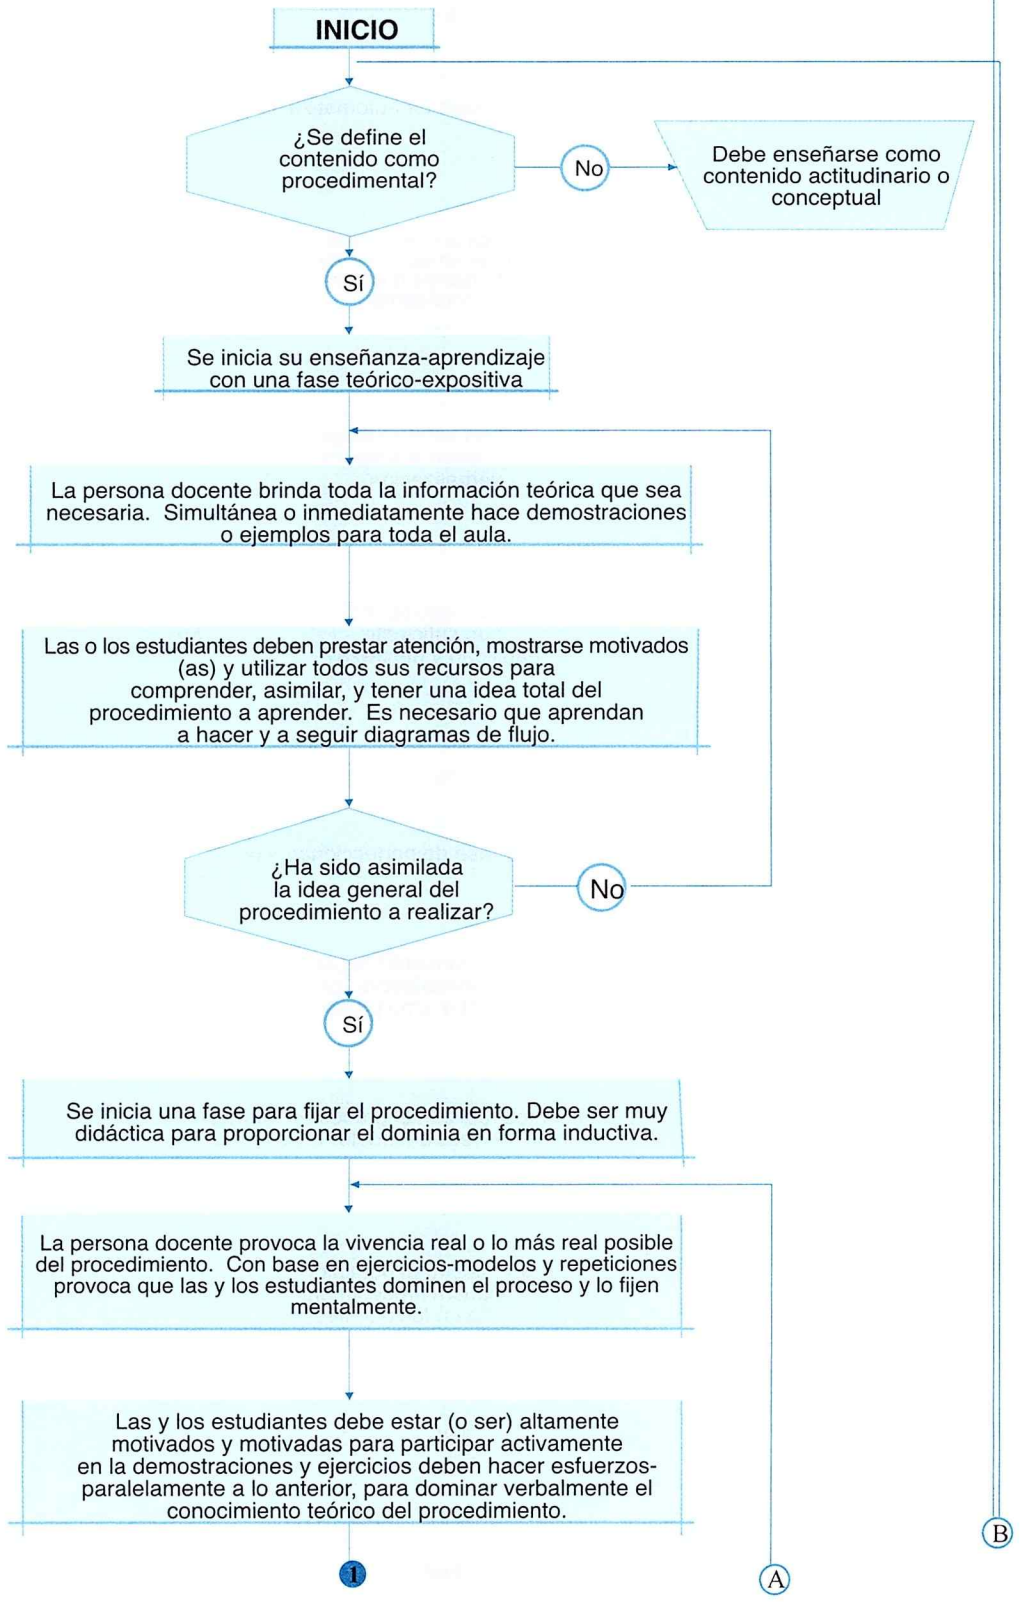 INICIO
¿Se define el
contenido como
procedimental?
No
Debe enseñarse como
contenido actitudinario o
conceptual
Sí
Se inicia su enseñanza-aprendizaje
con una fase teórico-expositiva
La persona docente brinda toda la información teórica que sea
necesaria. Simultánea o inmediatamente hace demostraciones
o ejemplos para toda el aula.
Las o los estudiantes deben prestar atención, mostrarse motivados
(as) y utilizar todos sus recursos para
comprender, asimilar, y tener una idea total del
procedimiento a aprender. Es necesario que aprendan
a hacer y a seguir diagramas de flujo.
¿Ha sido asimilada
la idea general del
procedimiento a realizar?
No
Sí
Se inicia una fase para fijar el procedimiento. Debe ser muy
didáctica para proporcionar el dominia en forma inductiva.
La persona docente provoca la vivencia real o lo más real posible
del procedimiento. Con base en ejercicios-modelos y repeticiones
provoca que las y los estudiantes dominen el proceso y lo fijen
mentalmente.
Las y los estudiantes debe estar (o ser) altamente
motivados y motivadas para participar activamente
en la demostraciones y ejercicios deben hacer esfuerzos-
paralelamente a lo anterior, para dominar verbalmente el
conocimiento teórico del procedimiento.
1
A
B